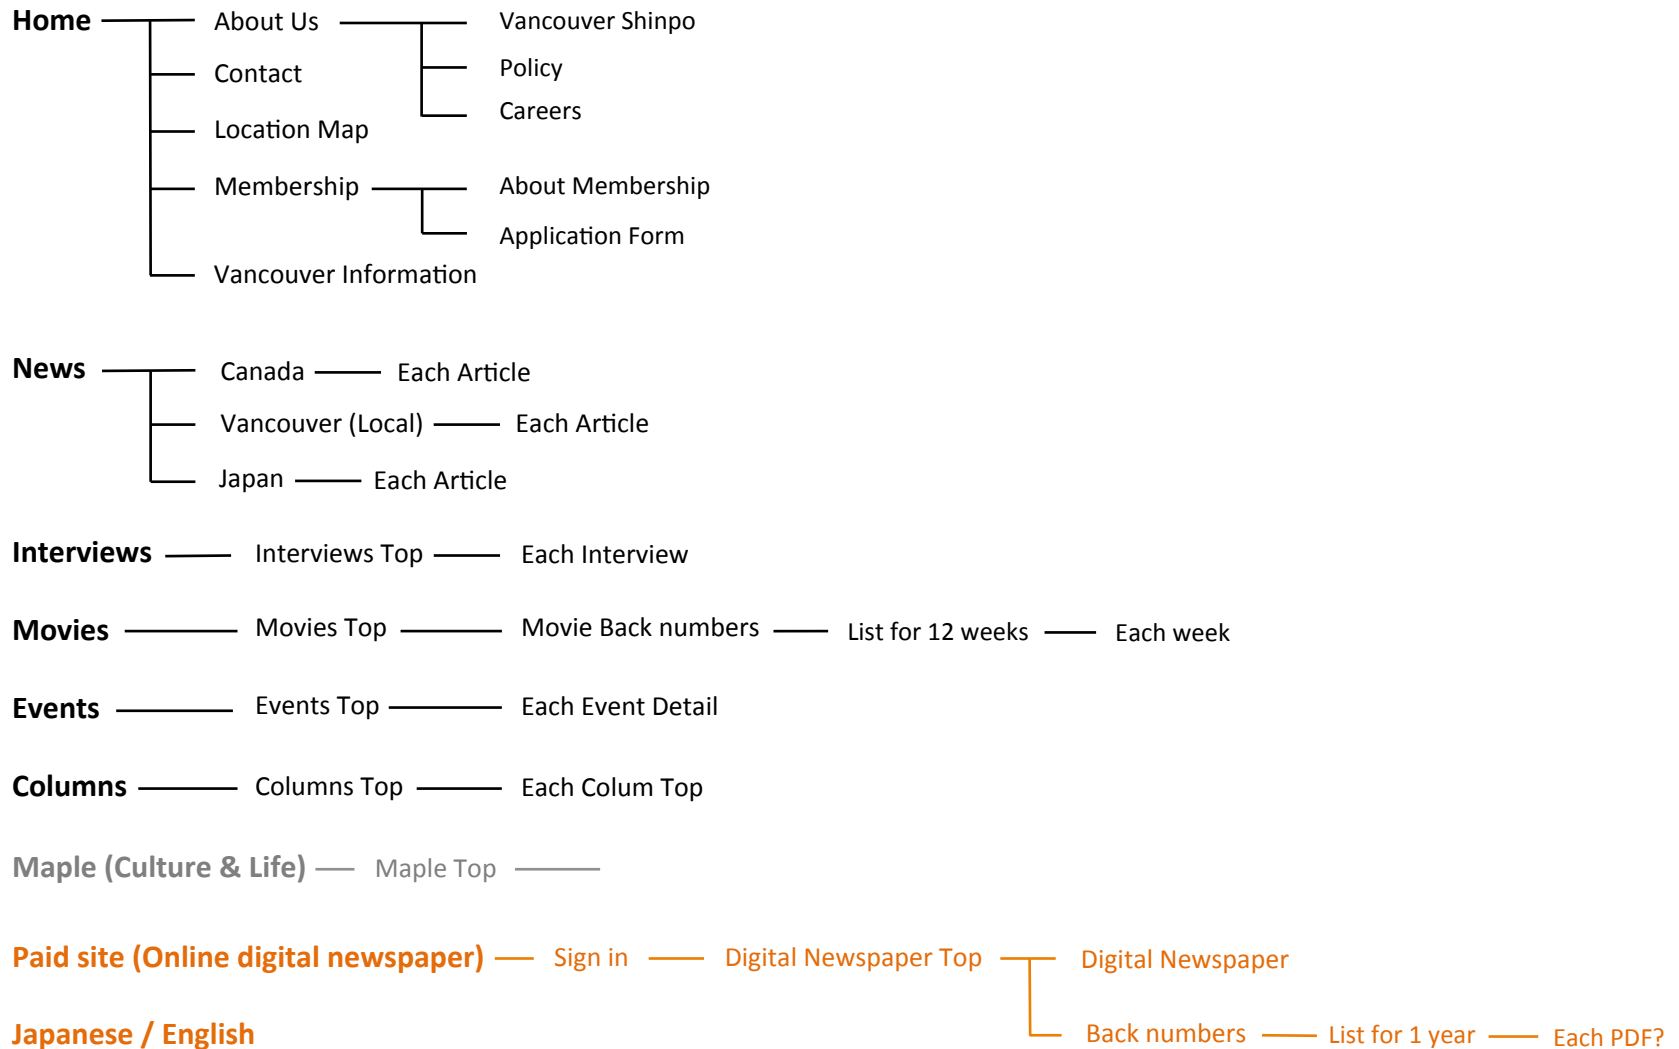 Home About Us Vancouver Shinpo
Policy
Contact
Careers
Location Map
Membership About Membership
Application Form
Vancouver Information
News Canada Each Article
Vancouver (Local) Each Article
Japan Each Article
Interviews Interviews Top Each Interview
Movies Movies Top Movie Back numbers List for 12 weeks Each week
Events Events Top Each Event Detail
Columns Columns Top Each Colum Top
Maple (Culture & Life) Maple Top
Paid site (Online digital newspaper) Sign in Digital Newspaper Top Digital Newspaper
Japanese / English Back numbers List for 1 year Each PDF?